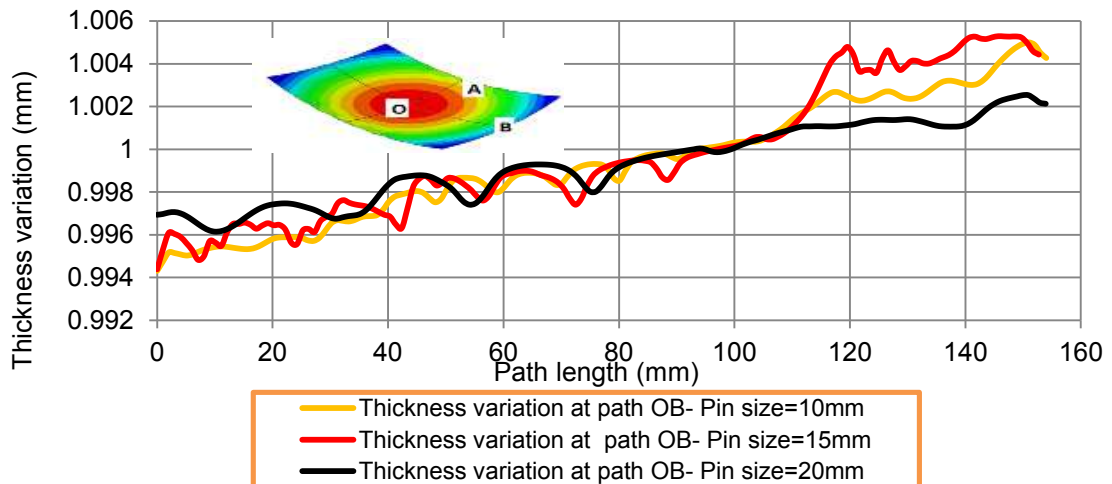 Thickness variation (mm)
1.006
1.004
1.002
1
0.998
0.996
0.994
0.992
O
A
B
0 20 40 60 80 100 120 140 160
Path length (mm)
Thickness variation at path OB- Pin size=10mm
Thickness variation at  path OB- Pin size=15mm
Thickness variation at path OB- Pin size=20mm